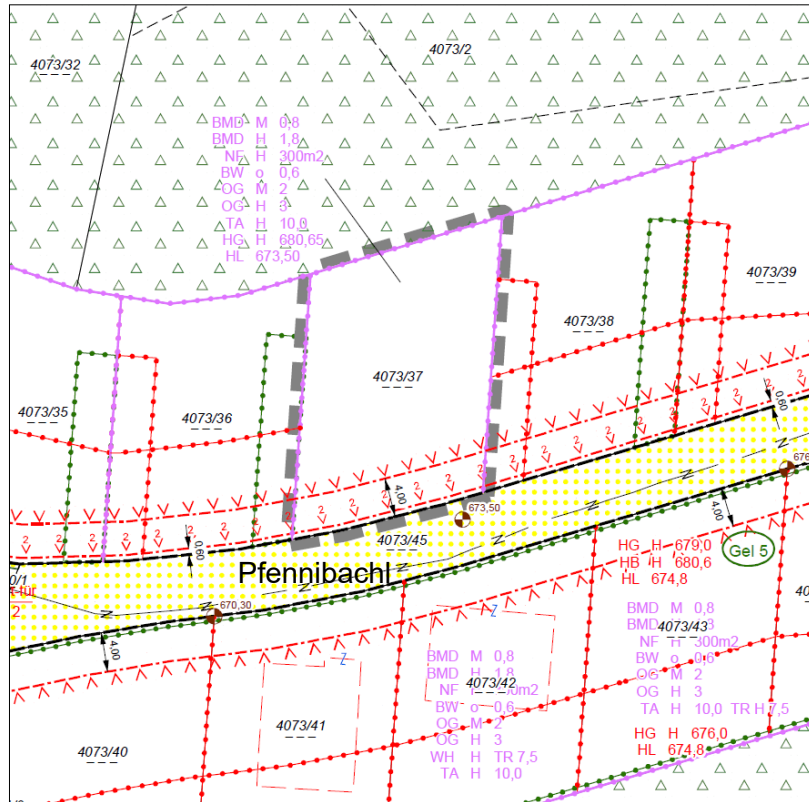 4073/2
4073/32
BMD M 0,8
BMD H 1,8
NF H 300m2
BW o 0,6
OG M 2
OG H 3
TA H 10,0
HG H 680,65
HL 673,50
4073/39
4073/38
4073/37
4073/35
4073/36
0,60
4,00
673,50
676
4073/45
0,60
Pfennibachl
0/1
2
670,30
4,00
4,00
Gel 5
HG H 679,0
HB H 680,6
HL 674,8
BMD M 0,8
4073/43
NF H 300m2
BW o 0,6
OG M 2
OG H 3
TA H 10,0 TR H 7,5
HG H 676,0
HL 674,8
Z
Z
BMD M 0,8
BMD H 1,8
4073/42
BW o 0,6
OG M 2
OG H 3
WH H TR 7,5
TA H 10,0
4073/41
4073/40